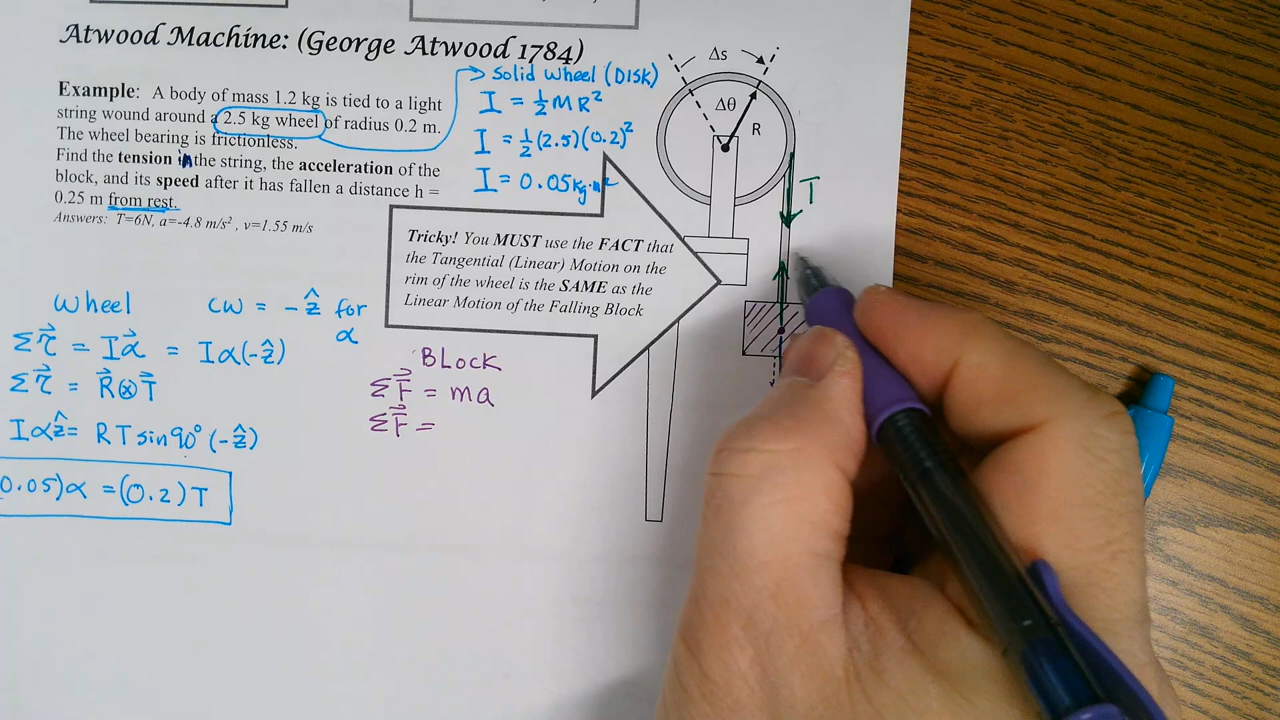 Atwood Machine: (George Atwood 1784)
Example: A body of mass 1.2 kg is tied to a light
string wound around a 2.5 kg wheel of radius 0.2 m.
The wheel bearing is frictionless.
Find the tension in the string, the acceleration of the
block, and its speed after it has fallen a distance h =
0.25 m from rest.
Answers: T=6N, a=-4.8 m/s², v=1.55 m/s
→ Solid Wheel (DISK)
I = ½MR²
I = ½(2.5)(0.2)²
I = 0.05kg·m²
Δs
Δθ
R
T
Tricky! You MUST use the FACT that
the Tangential (Linear) Motion on the
rim of the wheel is the SAME as the
Linear Motion of the Falling Block
Wheel
CW = -ẑ for α
Στ⃗ = Iα⃗ = Iα(-ẑ)
Στ⃗ = R⃗⊗T⃗
Iαẑ = RTsin90°(-ẑ)
0.05)α = (0.2)T
BLOCK
ΣF⃗ = ma
ΣF⃗ =